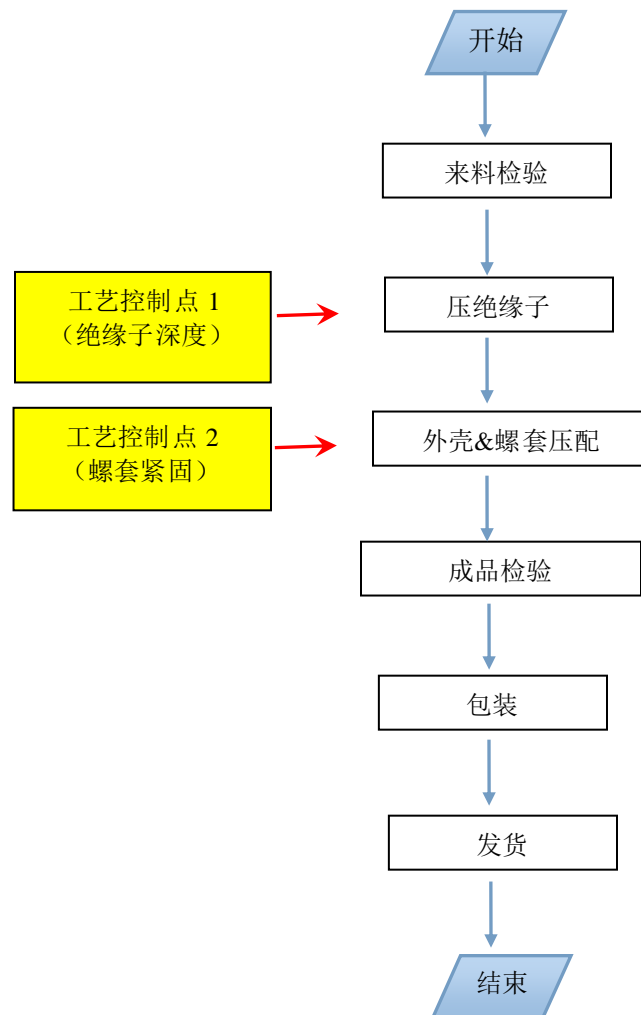 开始
来料检验
工艺控制点 1
（绝缘子深度）
压绝缘子
工艺控制点 2
（螺套紧固）
外壳&螺套压配
成品检验
包装
发货
结束